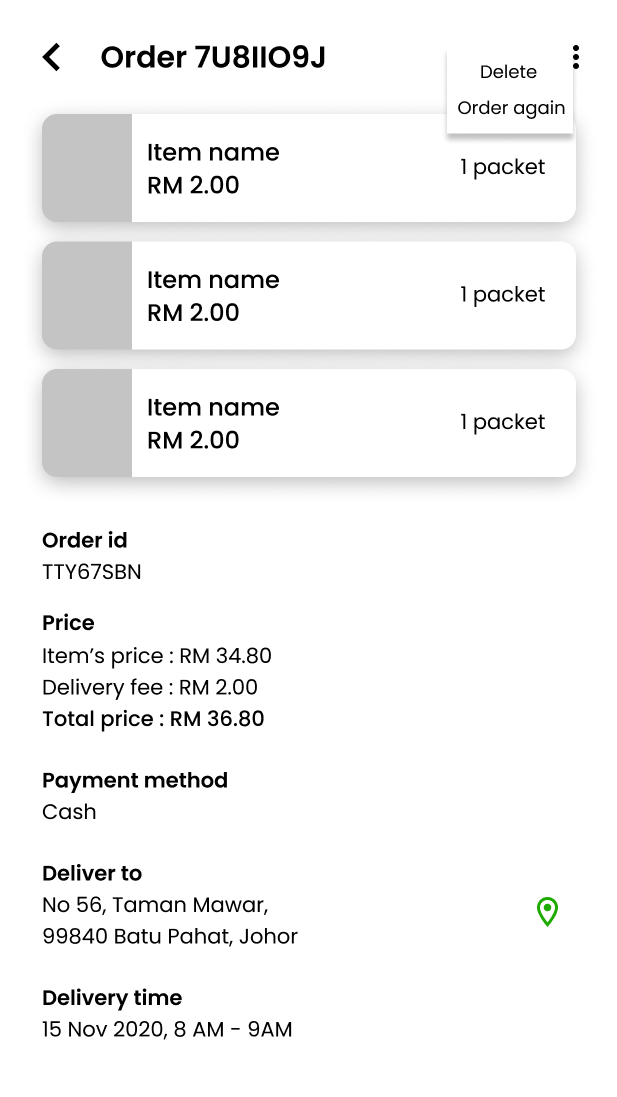 Order 7U8IIO9J
Delete
Order again
Item name
RM 2.00
1 packet
Item name
RM 2.00
1 packet
Item name
RM 2.00
1 packet
Order id
TTY67SBN
Price
Item’s price : RM 34.80
Delivery fee : RM 2.00
Total price : RM 36.80
Payment method
Cash
Deliver to
No 56, Taman Mawar,
99840 Batu Pahat, Johor
Delivery time
15 Nov 2020, 8 AM - 9AM